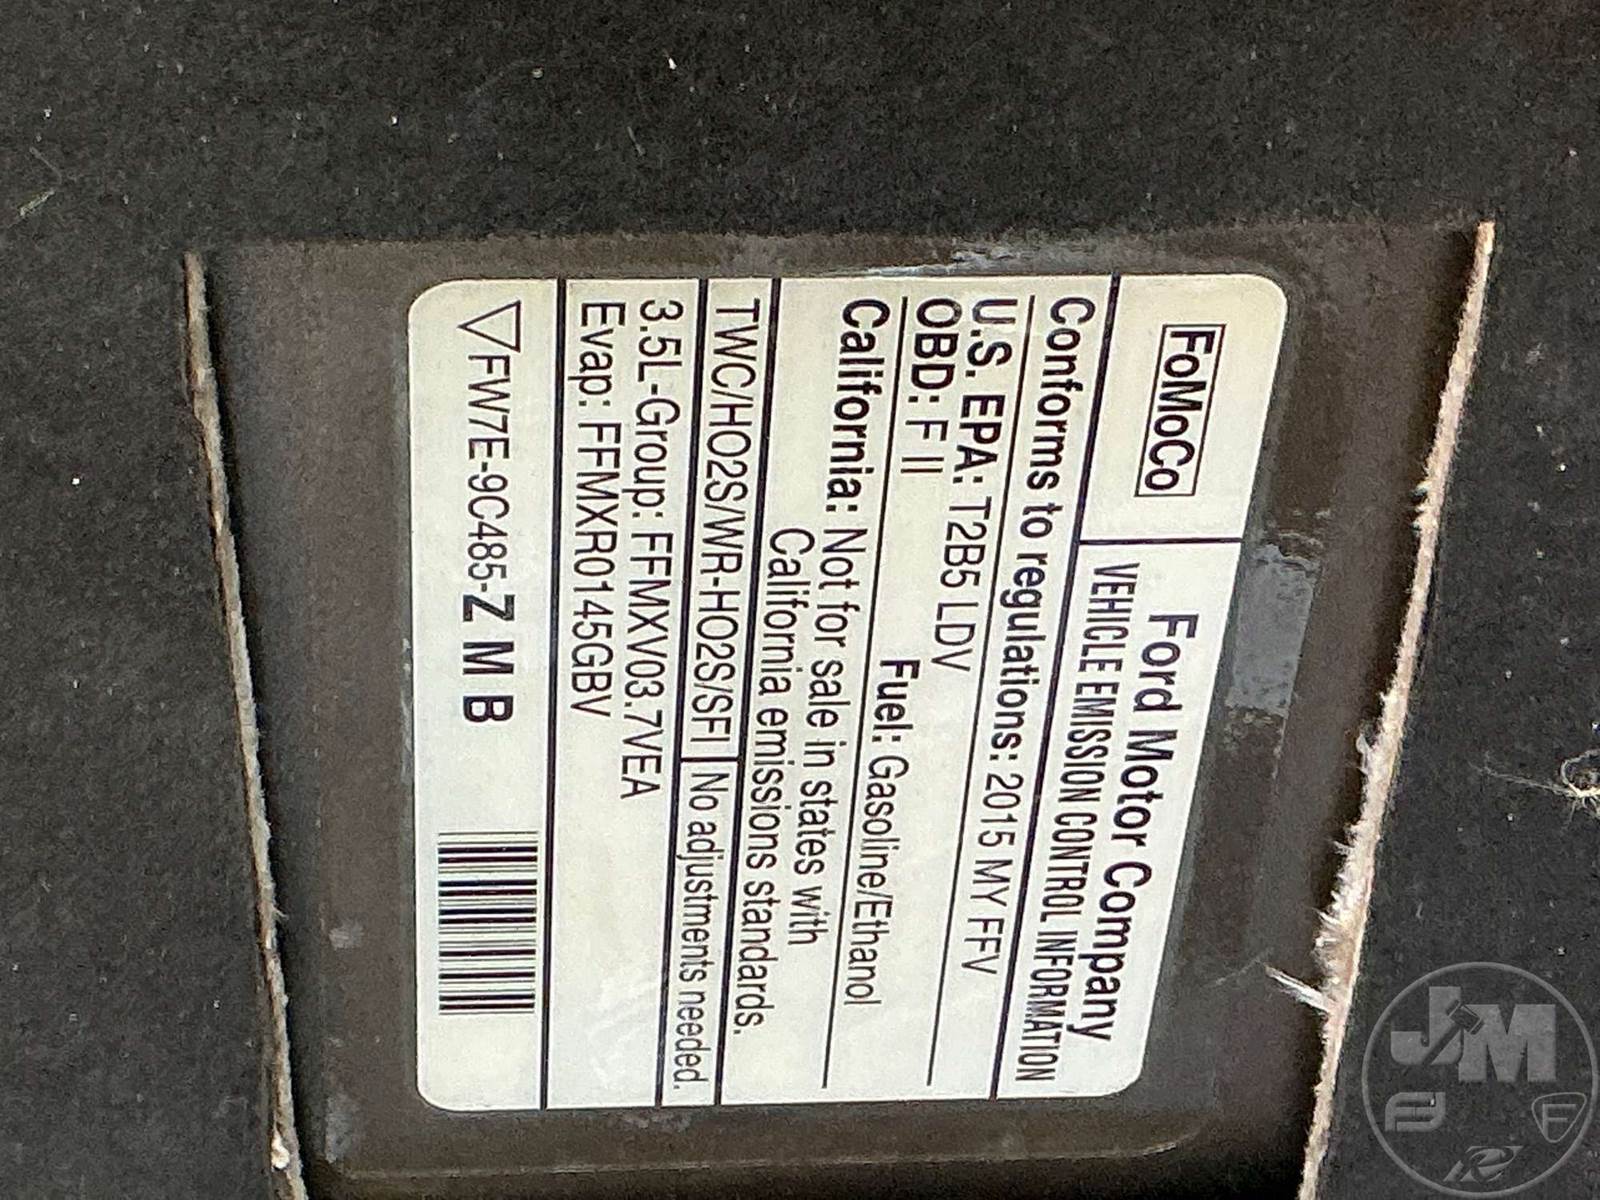 FoMoCo
Ford Motor Company
VEHICLE EMISSION CONTROL INFORMATION
Conforms to regulations: 2015 MY FFV
U.S. EPA: T2B5 LDV
OBD: F II
Fuel: Gasoline/Ethanol
California: Not for sale in states with
California emissions standards.
TWC/HO2S/WR-HO2S/SFI
No adjustments needed.
3.5L-Group: FFMXV03.7VEA
Evap: FFMXR0145GBV
FW7E-9C485-Z M B
JM
F